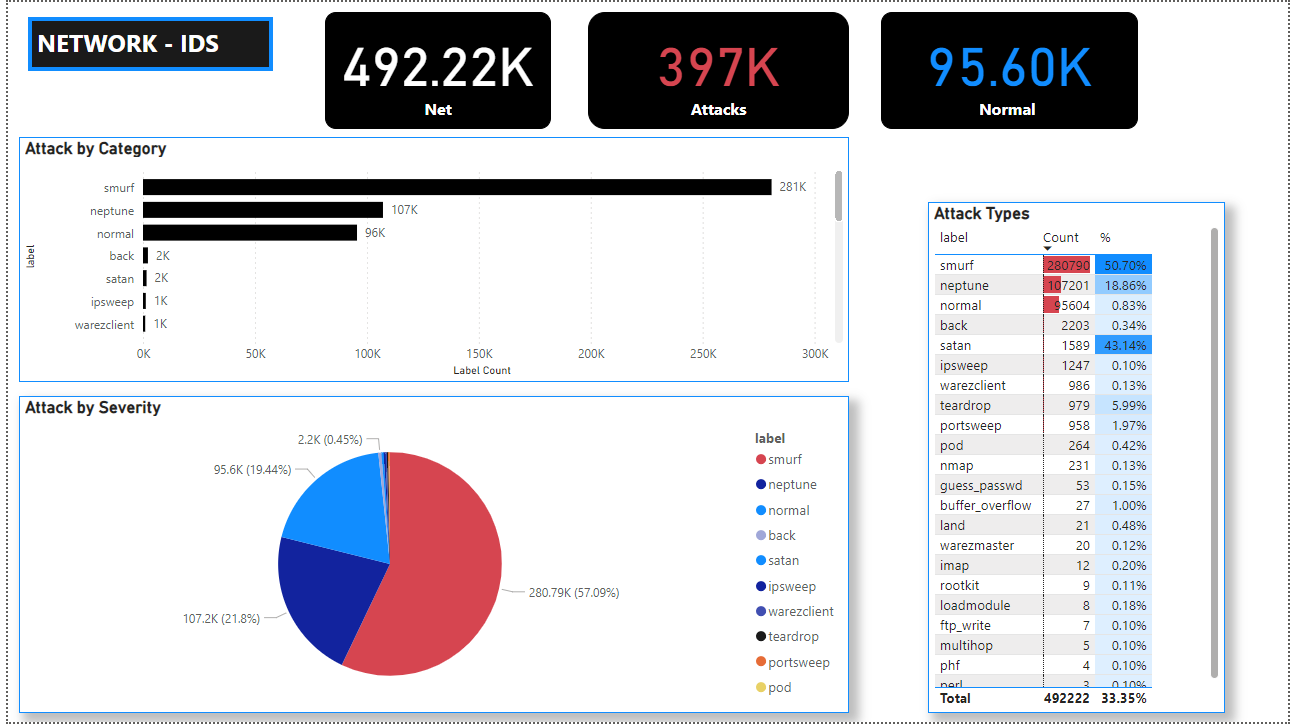 NETWORK - IDS
492.22K
Net
397K
Attacks
95.60K
Normal
Attack by Category
label
smurf 281K
neptune 107K
normal 96K
back 2K
satan 2K
ipsweep 1K
warezclient 1K
0K 50K 100K 150K 200K 250K 300K
Label Count
Attack by Severity
2.2K (0.45%)
95.6K (19.44%)
107.2K (21.8%)
280.79K (57.09%)
label
smurf
neptune
normal
back
satan
ipsweep
warezclient
teardrop
portsweep
pod
Attack Types
label Count %
smurf 280790 50.70%
neptune 107201 18.86%
normal 95604 0.83%
back 2203 0.34%
satan 1589 43.14%
ipsweep 1247 0.10%
warezclient 986 0.13%
teardrop 979 5.99%
portsweep 958 1.97%
pod 264 0.42%
nmap 231 0.13%
guess_passwd 53 0.15%
buffer_overflow 27 1.00%
land 21 0.48%
warezmaster 20 0.12%
imap 12 0.20%
rootkit 9 0.11%
loadmodule 8 0.18%
ftp_write 7 0.10%
multihop 5 0.10%
phf 4 0.10%
perl 3 0.10%
Total 492222 33.35%